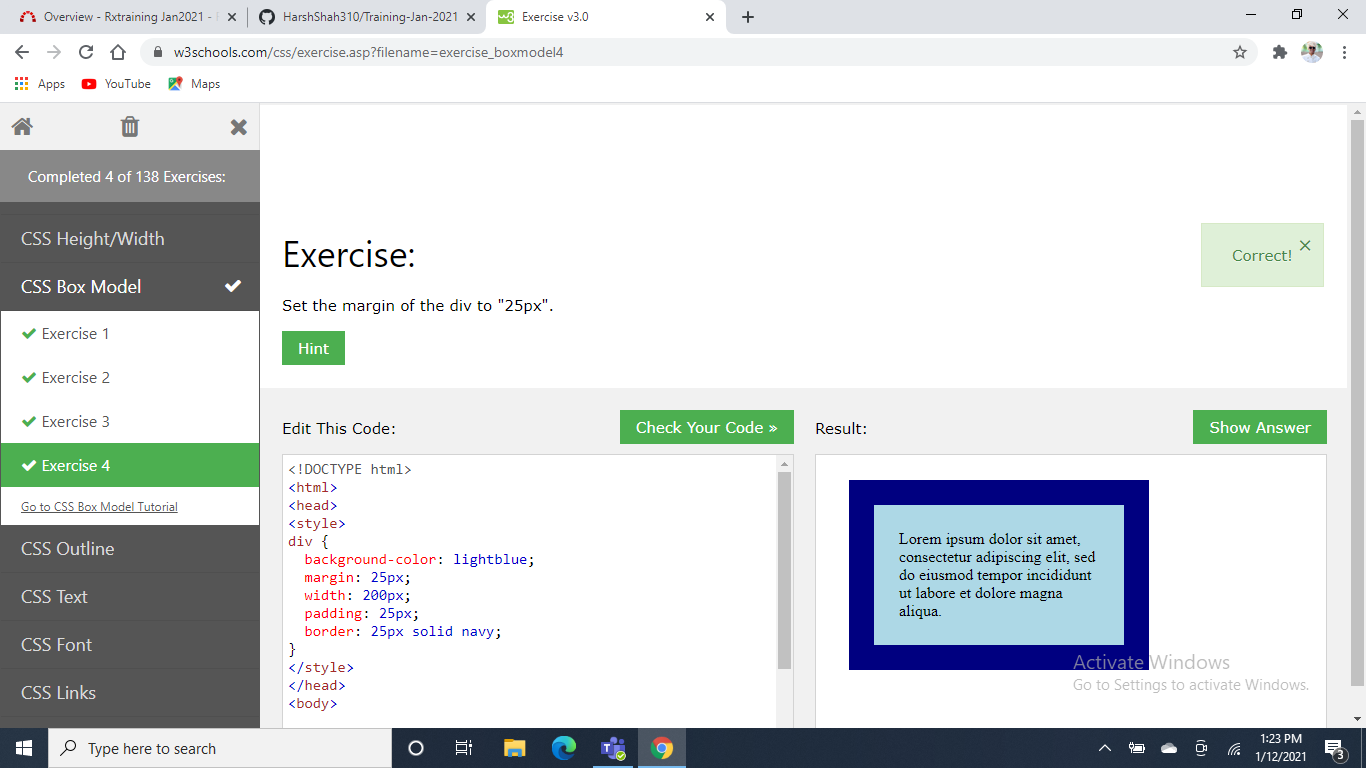 Overview - Rxtraining Jan2021 -
HarshShah310/Training-Jan-2021
Exercise v3.0
w3schools.com/css/exercise.asp?filename=exercise_boxmodel4
Apps
YouTube
Maps
Completed 4 of 138 Exercises:
CSS Height/Width
CSS Box Model
Exercise 1
Exercise 2
Exercise 3
Exercise 4
Go to CSS Box Model Tutorial
CSS Outline
CSS Text
CSS Font
CSS Links
Exercise:
Correct!
Set the margin of the div to "25px".
Hint
Edit This Code:
Check Your Code »
<!DOCTYPE html>
<html>
<head>
<style>
div {
  background-color: lightblue;
  margin: 25px;
  width: 200px;
  padding: 25px;
  border: 25px solid navy;
}
</style>
</head>
<body>
Result:
Show Answer
Lorem ipsum dolor sit amet,
consectetur adipiscing elit, sed
do eiusmod tempor incididunt
ut labore et dolore magna
aliqua.
Activate Windows
Go to Settings to activate Windows.
Type here to search
1:23 PM
1/12/2021
3